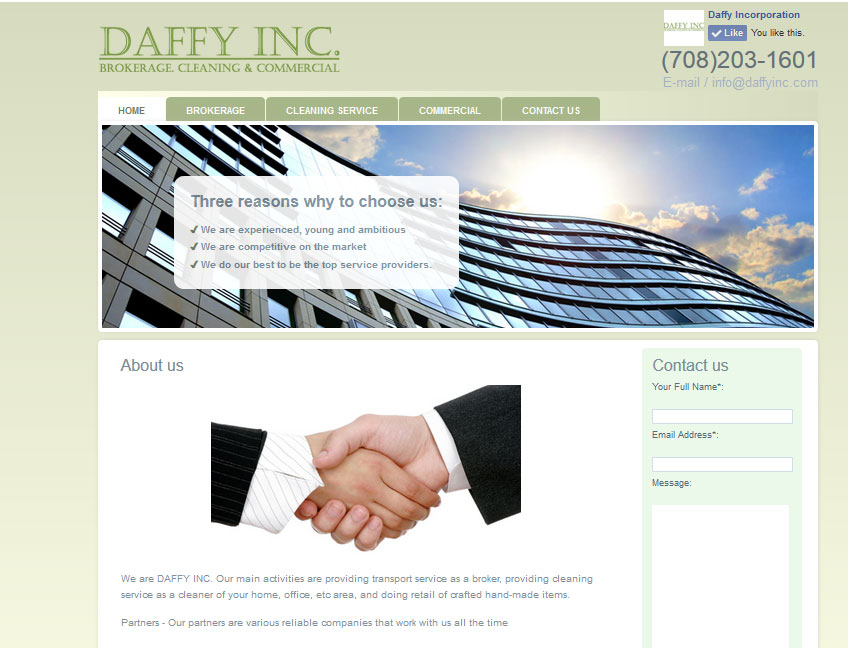 DAFFY INC.
BROKERAGE. CLEANING & COMMERCIAL
DAFFY INC
Daffy Incorporation
Like You like this.
(708)203-1601
E-mail / info@daffyinc.com
HOME BROKERAGE CLEANING SERVICE COMMERCIAL CONTACT US
Three reasons why to choose us:
We are experienced, young and ambitious
We are competitive on the market
We do our best to be the top service providers.
About us
We are DAFFY INC. Our main activities are providing transport service as a broker, providing cleaning
service as a cleaner of your home, office, etc area, and doing retail of crafted hand-made items.
Partners - Our partners are various reliable companies that work with us all the time
Contact us
Your Full Name*:
Email Address*:
Message: